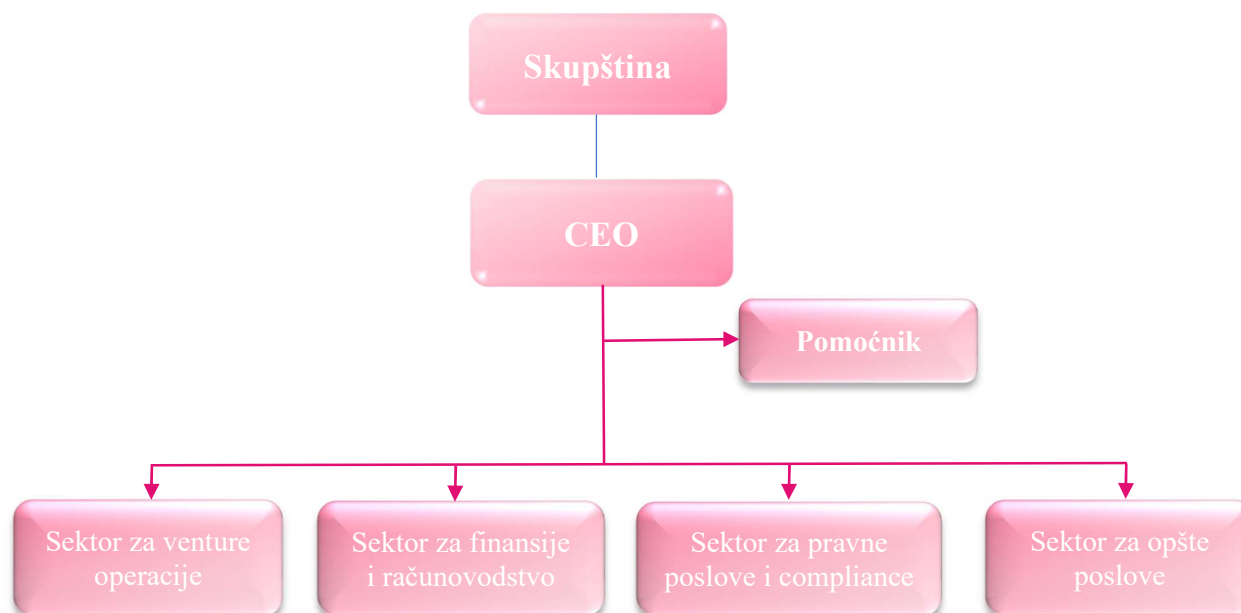 Skupština
CEO
Pomoćnik
Sektor za venture
operacije
Sektor za finansije
i računovodstvo
Sektor za pravne
poslove i compliance
Sektor za opšte
poslove